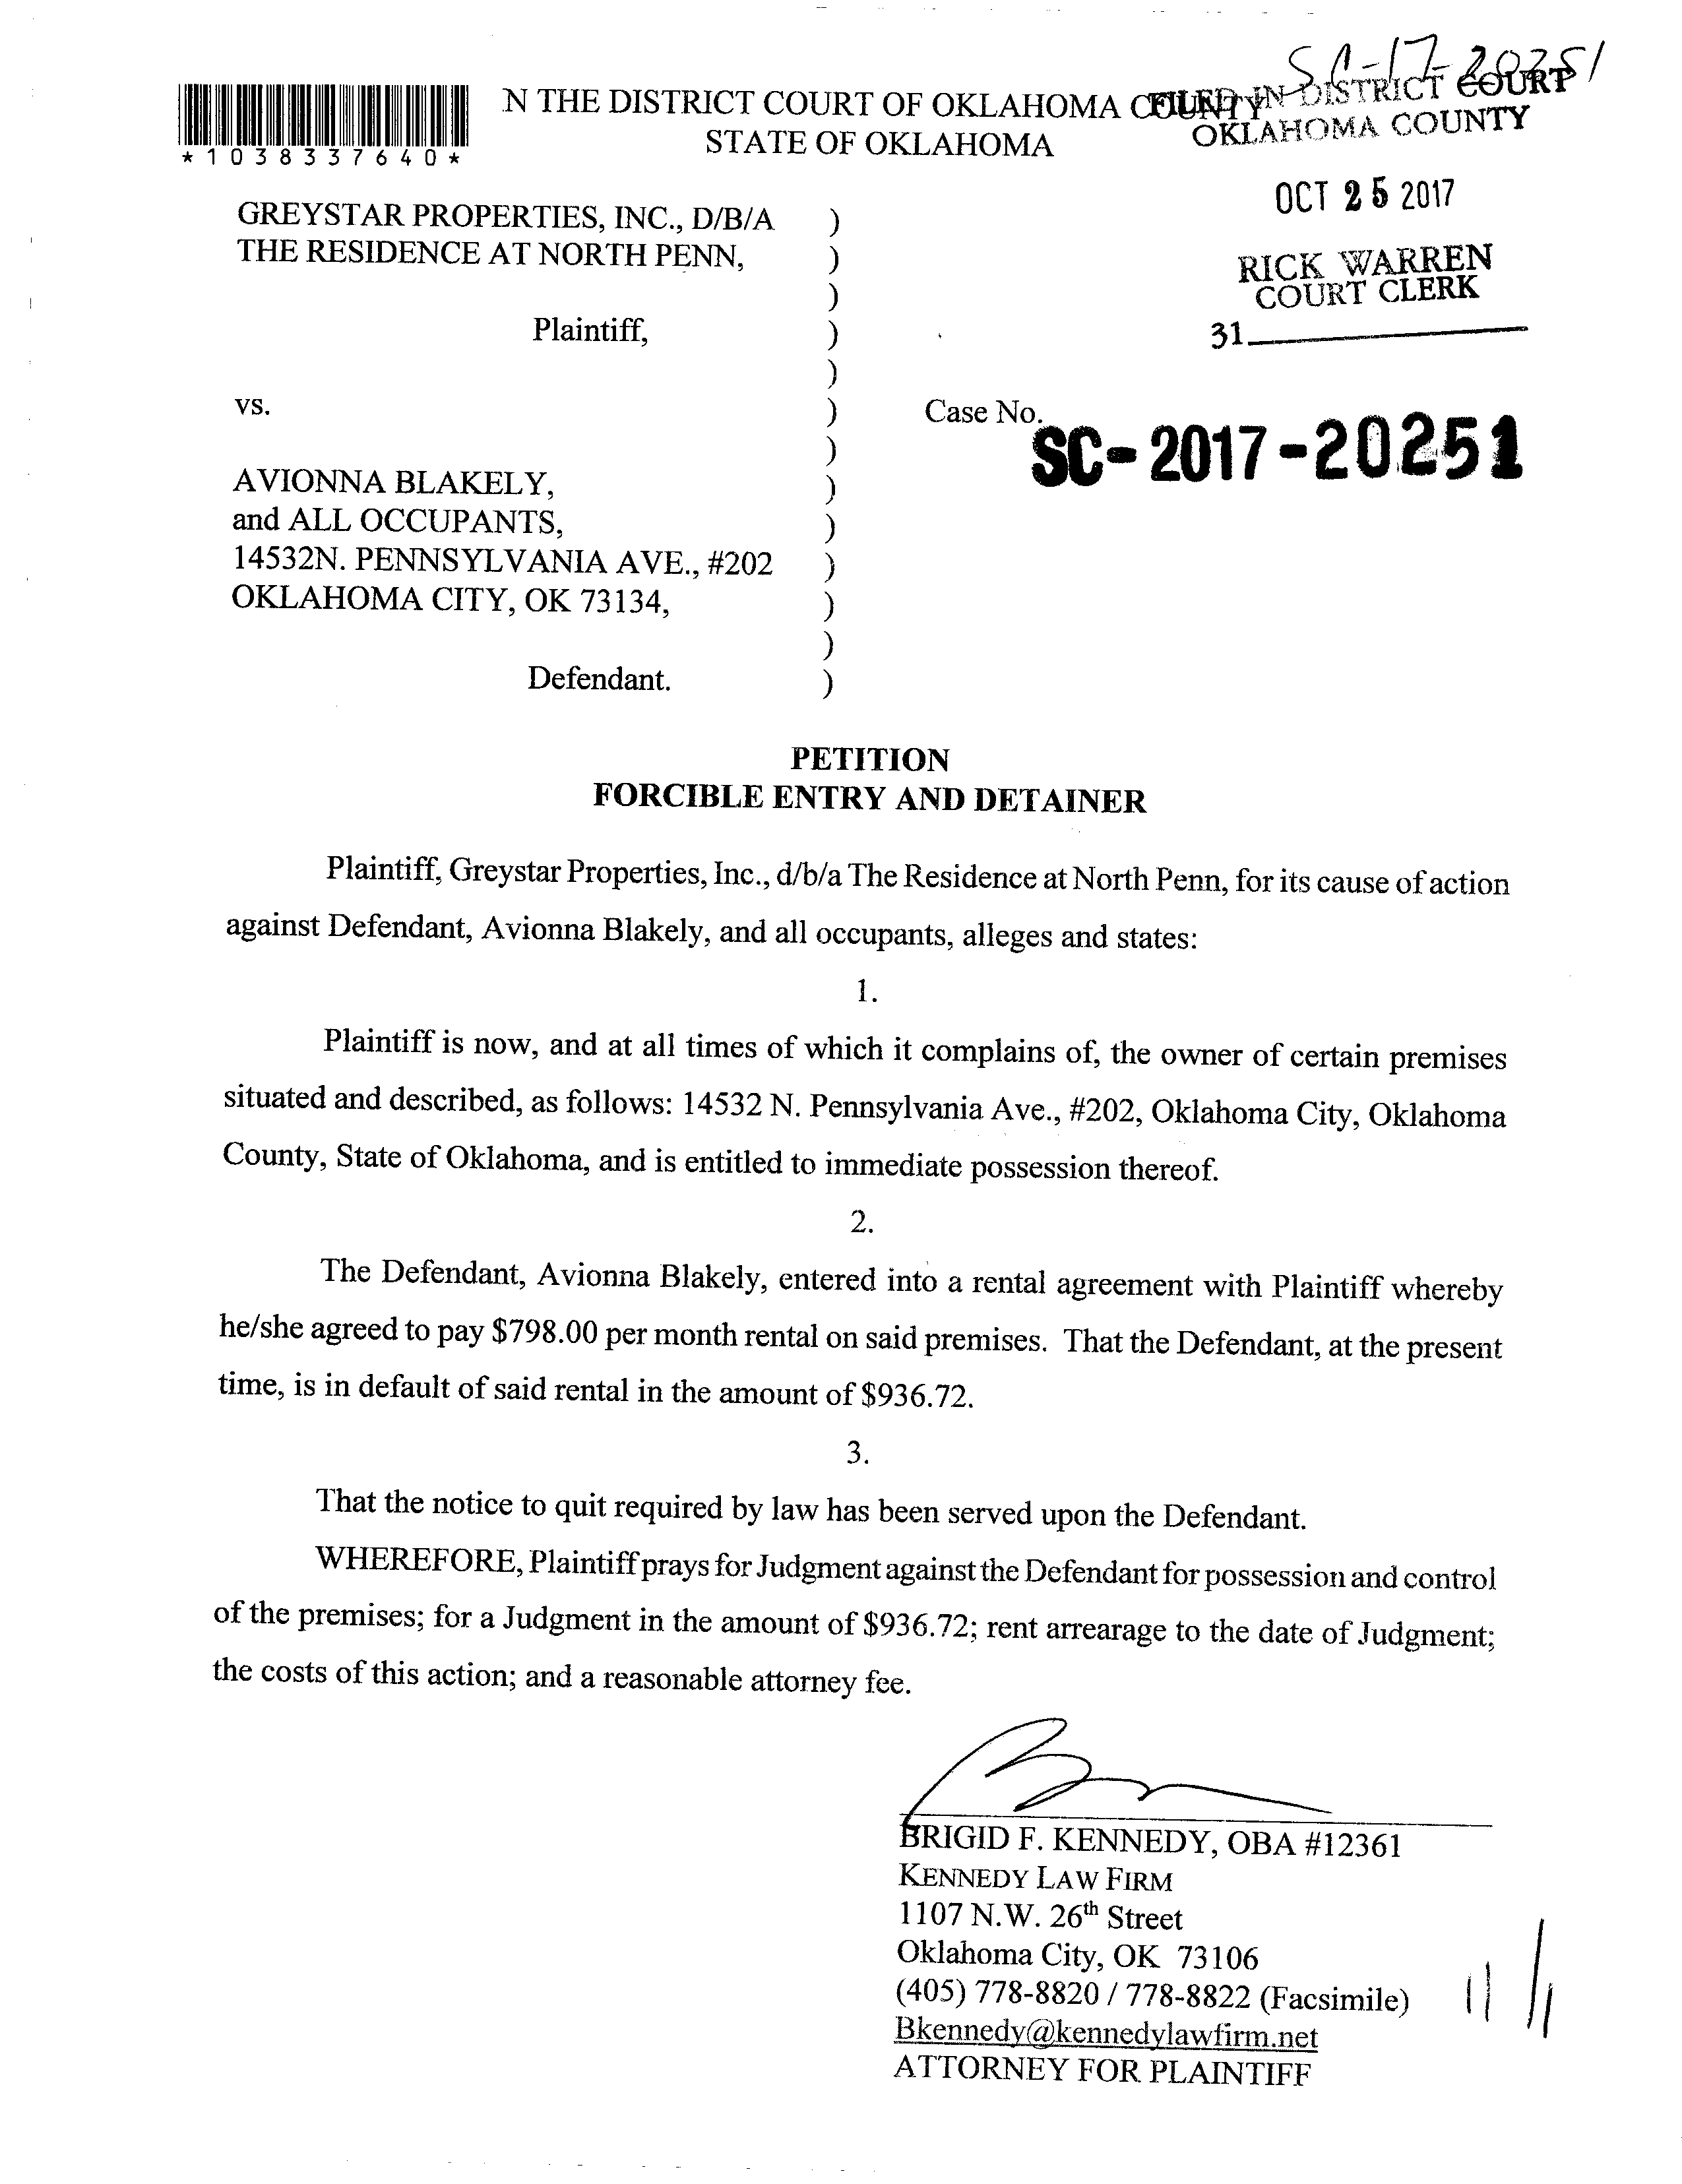 SC-17-20251
N THE DISTRICT COURT OF OKLAHOMA COUNTY
STATE OF OKLAHOMA
FILED IN DISTRICT COURT
OKLAHOMA COUNTY
*1038337640*
OCT 25 2017
RICK WARREN
COURT CLERK
31
GREYSTAR PROPERTIES, INC., D/B/A )
THE RESIDENCE AT NORTH PENN, )
)
Plaintiff, )
)
vs. ) Case No. SC-2017-20251
)
AVIONNA BLAKELY, )
and ALL OCCUPANTS, )
14532N. PENNSYLVANIA AVE., #202 )
OKLAHOMA CITY, OK 73134, )
)
Defendant. )
PETITION
FORCIBLE ENTRY AND DETAINER
Plaintiff, Greystar Properties, Inc., d/b/a The Residence at North Penn, for its cause of action
against Defendant, Avionna Blakely, and all occupants, alleges and states:
1.
Plaintiff is now, and at all times of which it complains of, the owner of certain premises
situated and described, as follows: 14532 N. Pennsylvania Ave., #202, Oklahoma City, Oklahoma
County, State of Oklahoma, and is entitled to immediate possession thereof.
2.
The Defendant, Avionna Blakely, entered into a rental agreement with Plaintiff whereby
he/she agreed to pay $798.00 per month rental on said premises. That the Defendant, at the present
time, is in default of said rental in the amount of $936.72.
3.
That the notice to quit required by law has been served upon the Defendant.
WHEREFORE, Plaintiff prays for Judgment against the Defendant for possession and control
of the premises; for a Judgment in the amount of $936.72; rent arrearage to the date of Judgment;
the costs of this action; and a reasonable attorney fee.
BRIGID F. KENNEDY, OBA #12361
KENNEDY LAW FIRM
1107 N.W. 26th Street
Oklahoma City, OK 73106
(405) 778-8820 / 778-8822 (Facsimile)
Bkennedy@kennedylawfirm.net
ATTORNEY FOR PLAINTIFF
11/1